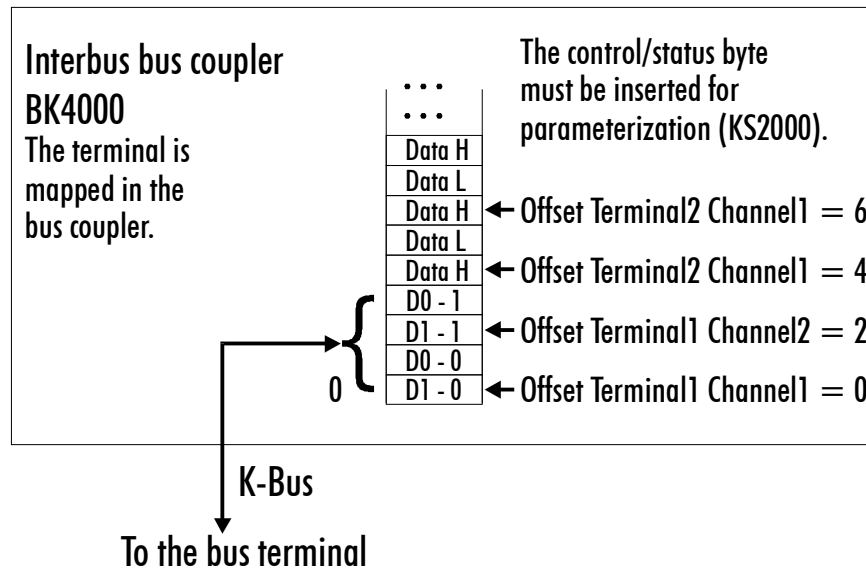 Interbus bus coupler
BK4000
The terminal is
mapped in the
bus coupler.
The control/status byte
must be inserted for
parameterization (KS2000).
...
...
Data H
Data L
Data H ← Offset Terminal2 Channel1 = 6
Data L
Data H ← Offset Terminal2 Channel1 = 4
D0 - 1
D1 - 1 ← Offset Terminal1 Channel2 = 2
D0 - 0
0 D1 - 0 ← Offset Terminal1 Channel1 = 0
K-Bus
To the bus terminal